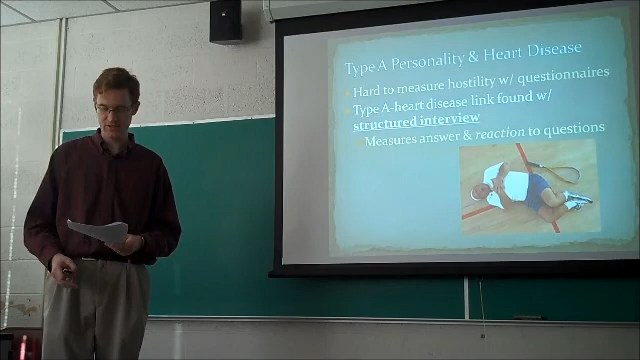 Type A Personality & Heart Disease
Hard to measure hostility w/ questionnaires
Type A-heart disease link found w/
structured interview
Measures answer & reaction to questions